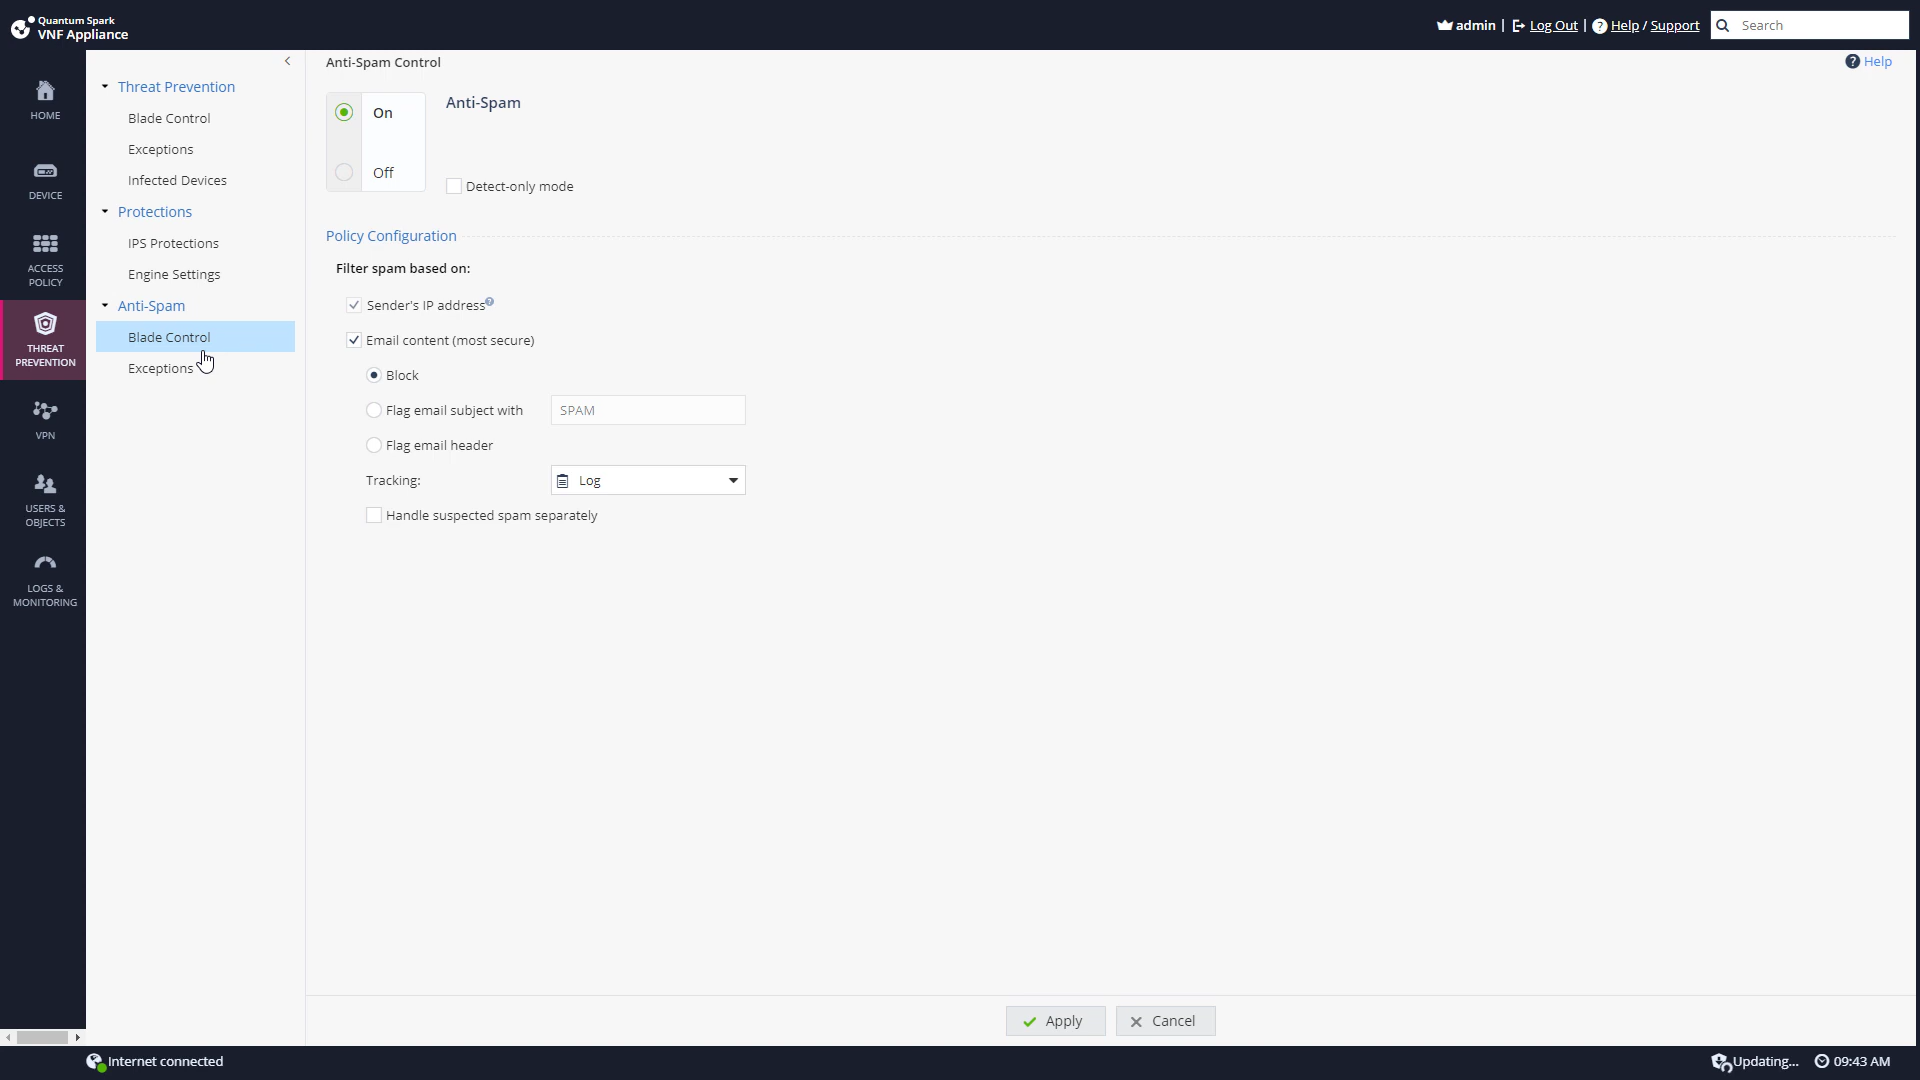 Quantum Spark
VNF Appliance
admin | Log Out | Help / Support
Search
HOME
DEVICE
ACCESS
POLICY
THREAT
PREVENTION
VPN
USERS &
OBJECTS
LOGS &
MONITORING
Threat Prevention
Blade Control
Exceptions
Infected Devices
Protections
IPS Protections
Engine Settings
Anti-Spam
Blade Control
Exceptions
Anti-Spam Control
Help
On
Off
Anti-Spam
Detect-only mode
Policy Configuration
Filter spam based on:
Sender's IP address
Email content (most secure)
Block
Flag email subject with SPAM
Flag email header
Tracking: Log
Handle suspected spam separately
Apply
Cancel
Internet connected
Updating...
09:43 AM